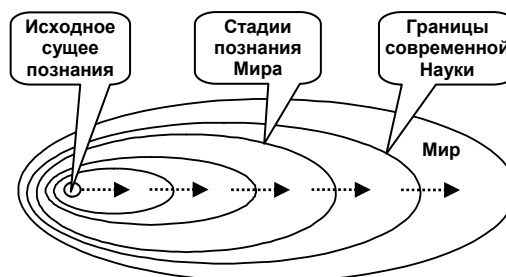 Исходное
сущее
познания
Стадии
познания
Мира
Границы
современной
Науки
Мир